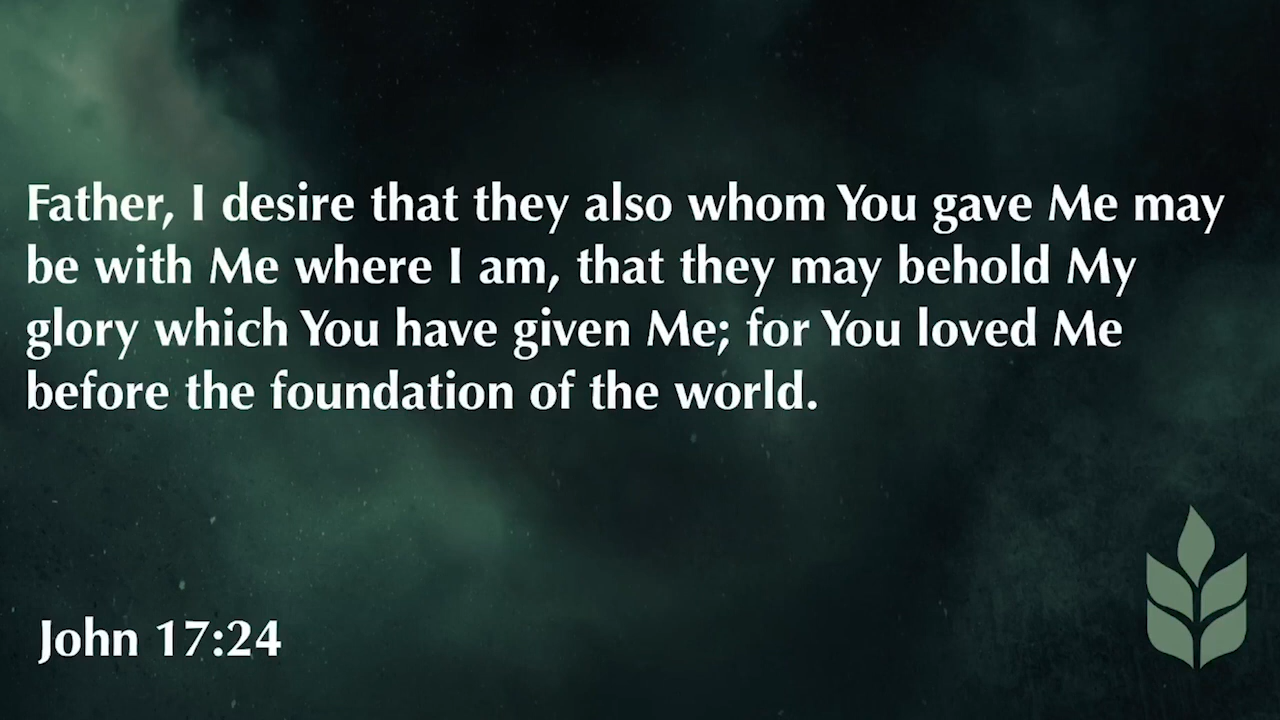 Father, I desire that they also whom You gave Me may
be with Me where I am, that they may behold My
glory which You have given Me; for You loved Me
before the foundation of the world.
John 17:24